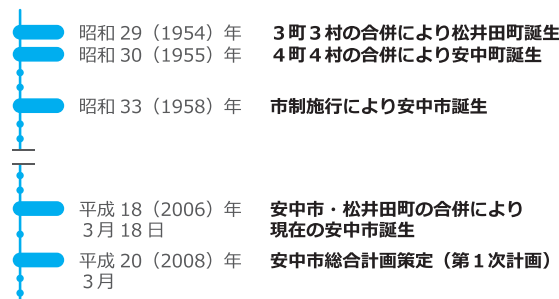 昭和 29（1954）年　３町３村の合併により松井田町誕生
昭和 30（1955）年　４町４村の合併により安中町誕生
昭和 33（1958）年　市制施行により安中市誕生
平成 18（2006）年　安中市・松井田町の合併により
３月 18 日　現在の安中市誕生
平成 20（2008）年　安中市総合計画策定（第１次計画）
３月